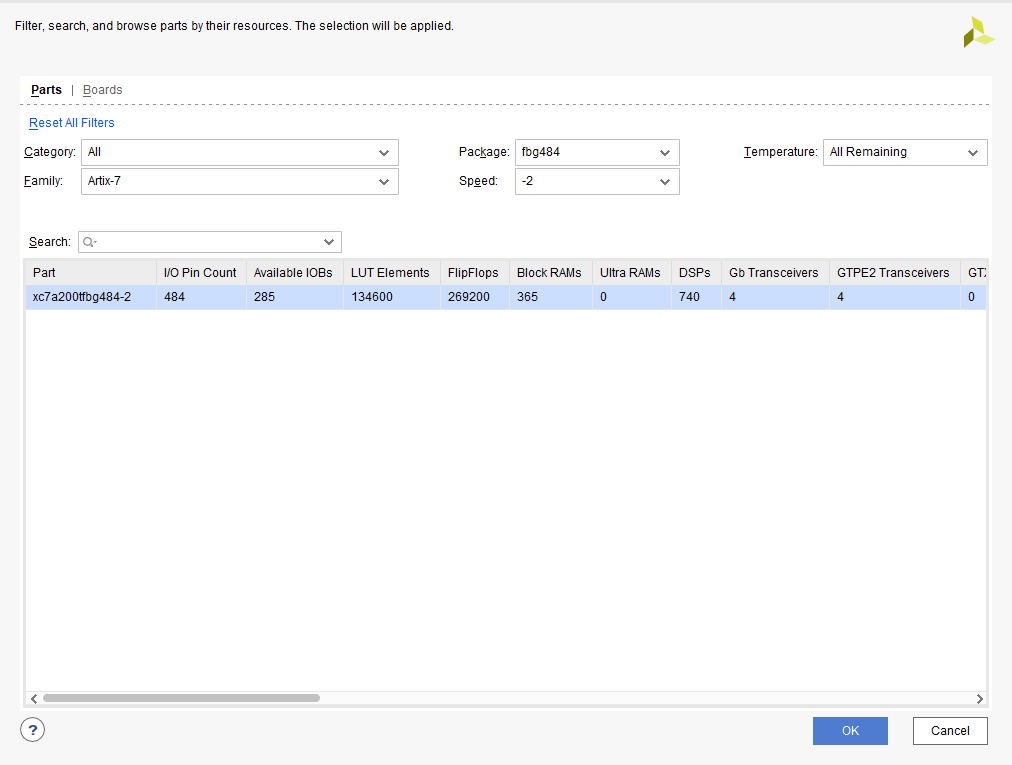 Filter, search, and browse parts by their resources. The selection will be applied.
Parts | Boards
Reset All Filters
Category: All Package: fbg484 Temperature: All Remaining
Family: Artix-7 Speed: -2
Search:
Part I/O Pin Count Available IOBs LUT Elements FlipFlops Block RAMs Ultra RAMs DSPs Gb Transceivers GTPE2 Transceivers GTX
xc7a200tfbg484-2 484 285 134600 269200 365 0 740 4 4 0
? OK Cancel